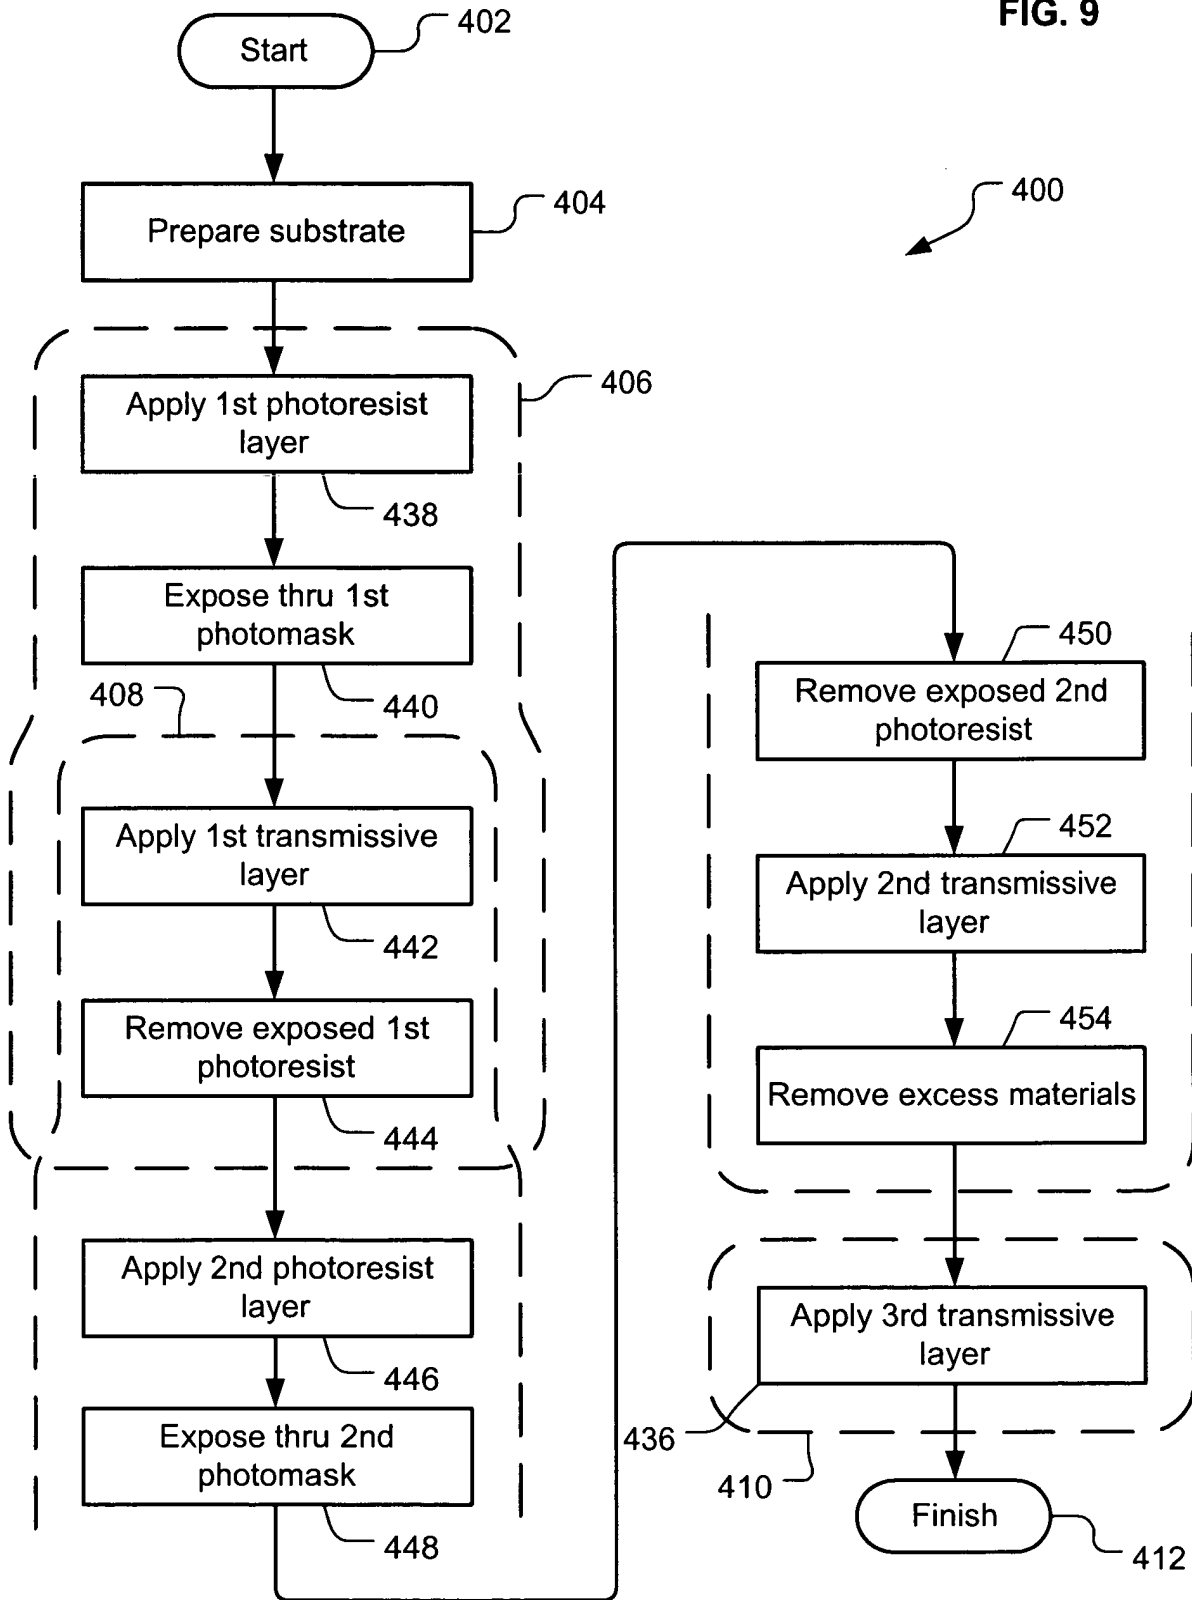 FIG. 9
402
Start
404
Prepare substrate
400
406
Apply 1st photoresist
layer
438
Expose thru 1st
photomask
440
408
Apply 1st transmissive
layer
442
Remove exposed 1st
photoresist
444
Apply 2nd photoresist
layer
446
Expose thru 2nd
photomask
448
450
Remove exposed 2nd
photoresist
452
Apply 2nd transmissive
layer
454
Remove excess materials
Apply 3rd transmissive
layer
436
410
Finish
412